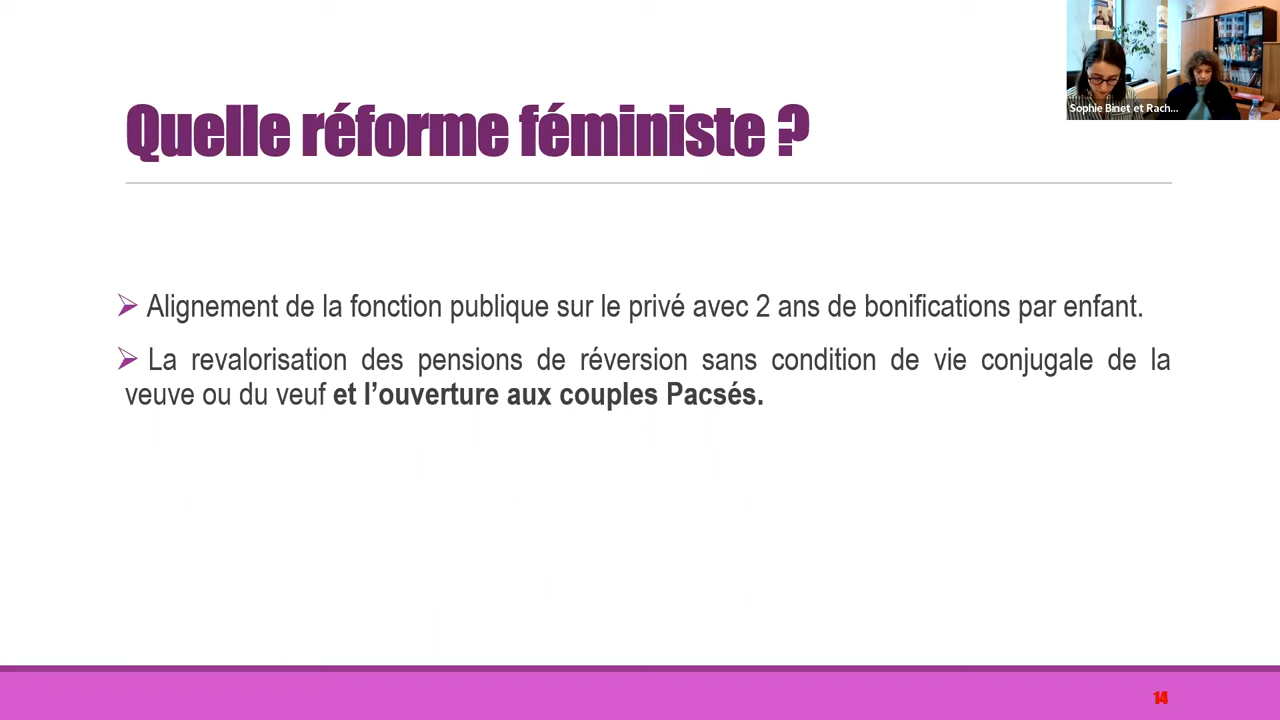 Sophie Binet et Rach...
Quelle réforme féministe ?
Alignement de la fonction publique sur le privé avec 2 ans de bonifications par enfant.
La revalorisation des pensions de réversion sans condition de vie conjugale de la
veuve ou du veuf et l’ouverture aux couples Pacsés.
14